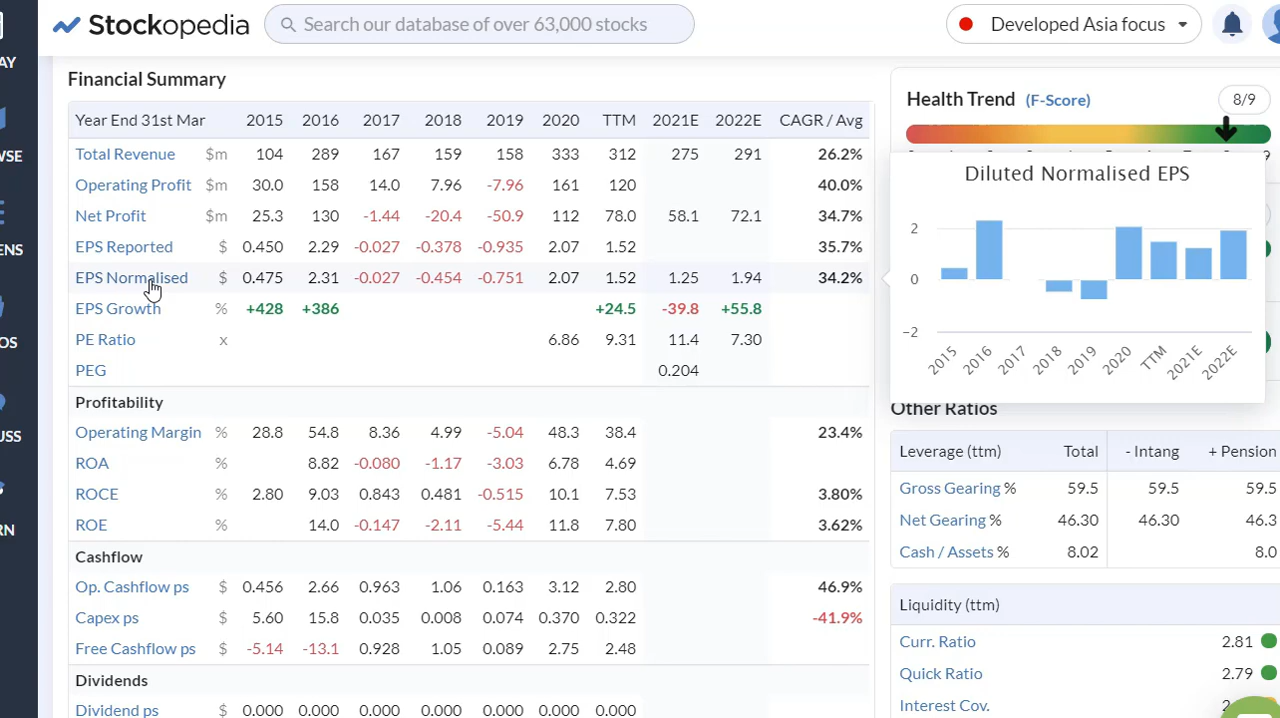 Stockopedia
Search our database of over 63,000 stocks
Developed Asia focus
Financial Summary
Year End 31st Mar 2015 2016 2017 2018 2019 2020 TTM 2021E 2022E CAGR / Avg
Total Revenue $m 104 289 167 159 158 333 312 275 291 26.2%
Operating Profit $m 30.0 158 14.0 7.96 -7.96 161 120 40.0%
Net Profit $m 25.3 130 -1.44 -20.4 -50.9 112 78.0 58.1 72.1 34.7%
EPS Reported $ 0.450 2.29 -0.027 -0.378 -0.935 2.07 1.52 35.7%
EPS Normalised $ 0.475 2.31 -0.027 -0.454 -0.751 2.07 1.52 1.25 1.94 34.2%
EPS Growth % +428 +386 +24.5 -39.8 +55.8
PE Ratio x 6.86 9.31 11.4 7.30
PEG 0.204
Profitability
Operating Margin % 28.8 54.8 8.36 4.99 -5.04 48.3 38.4 23.4%
ROA % 8.82 -0.080 -1.17 -3.03 6.78 4.69
ROCE % 2.80 9.03 0.843 0.481 -0.515 10.1 7.53 3.80%
ROE % 14.0 -0.147 -2.11 -5.44 11.8 7.80 3.62%
Cashflow
Op. Cashflow ps $ 0.456 2.66 0.963 1.06 0.163 3.12 2.80 46.9%
Capex ps $ 5.60 15.8 0.035 0.008 0.074 0.370 0.322 -41.9%
Free Cashflow ps $ -5.14 -13.1 0.928 1.05 0.089 2.75 2.48
Dividends
Dividend ps $ 0.000 0.000 0.000 0.000 0.000 0.000 0.000
Health Trend (F-Score) 8/9
Diluted Normalised EPS
2
0
−2
2015 2016 2017 2018 2019 2020 TTM 2021E 2022E
Other Ratios
Leverage (ttm) Total - Intang + Pension
Gross Gearing % 59.5 59.5 59.5
Net Gearing % 46.30 46.30 46.3
Cash / Assets % 8.02 8.0
Liquidity (ttm)
Curr. Ratio 2.81
Quick Ratio 2.79
Interest Cov.
AY
WSE
ENS
OS
USS
RN